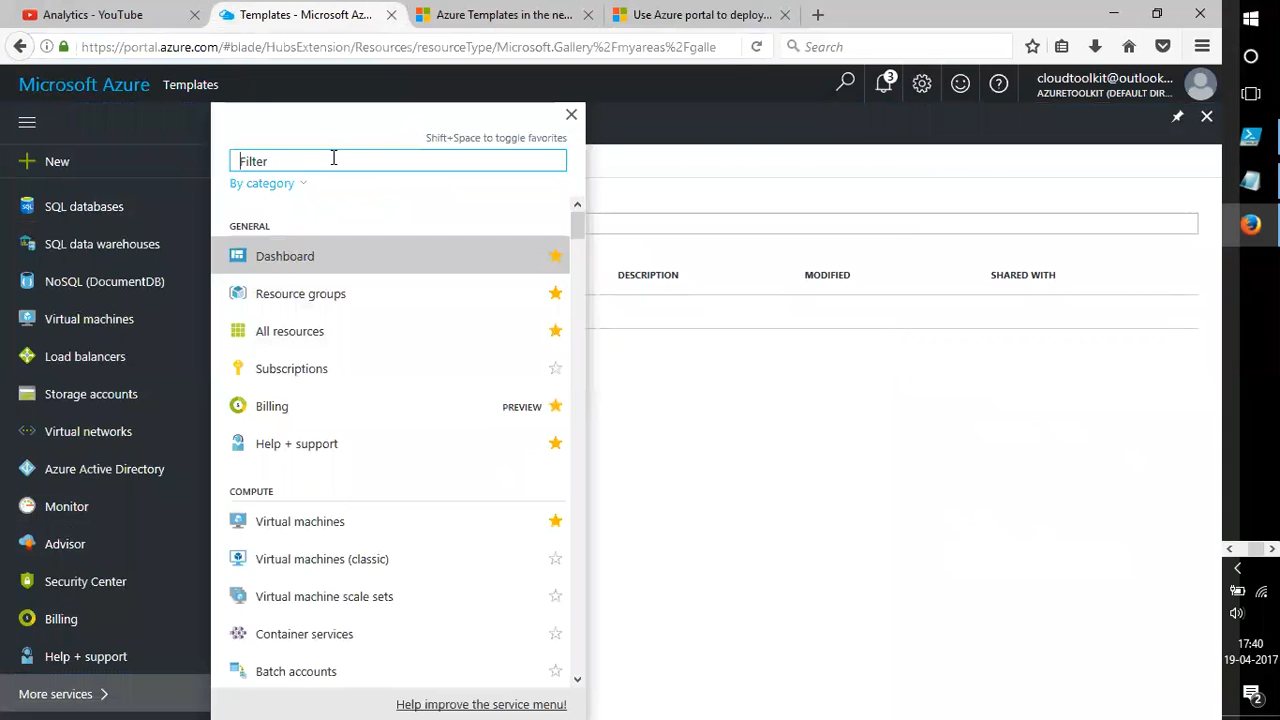 Analytics - YouTube
Templates - Microsoft Az...
Azure Templates in the ne...
Use Azure portal to deploy...
https://portal.azure.com/#blade/HubsExtension/Resources/resourceType/Microsoft.Gallery%2Fmyareas%2Fgalle
Search
Microsoft Azure Templates
3
cloudtoolkit@outlook...
AZURETOOLKIT (DEFAULT DIR...
Shift+Space to toggle favorites
New
Filter
By category
SQL databases
SQL data warehouses
NoSQL (DocumentDB)
Virtual machines
Load balancers
Storage accounts
Virtual networks
Azure Active Directory
Monitor
Advisor
Security Center
Billing
Help + support
More services
GENERAL
Dashboard
Resource groups
All resources
Subscriptions
Billing PREVIEW
Help + support
COMPUTE
Virtual machines
Virtual machines (classic)
Virtual machine scale sets
Container services
Batch accounts
Help improve the service menu!
DESCRIPTION MODIFIED SHARED WITH
17:40
19-04-2017
2